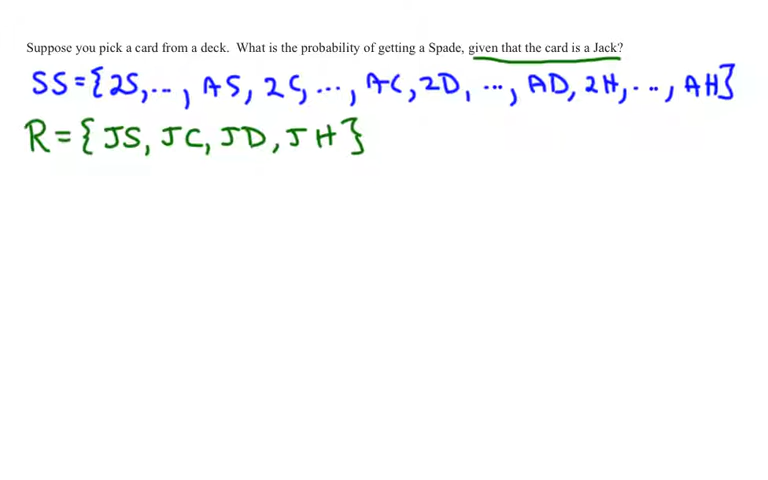 Suppose you pick a card from a deck. What is the probability of getting a Spade, given that the card is a Jack?
SS={2S,..., AS, 2C, ..., AC, 2D, ..., AD, 2H, ..., AH}
R={JS, JC, JD, JH}